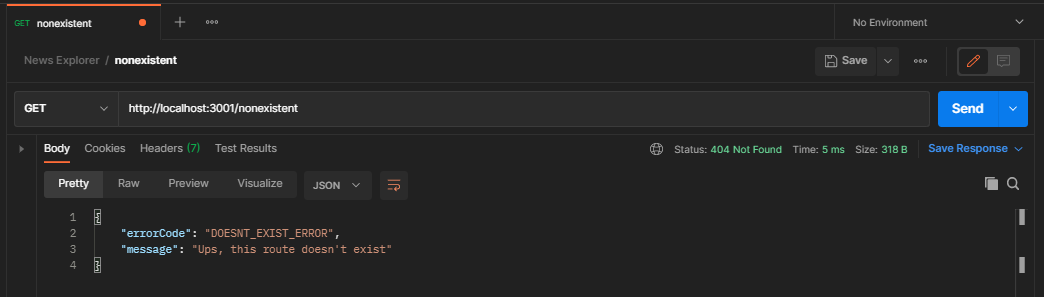 GET nonexistent + ooo No Environment
News Explorer / nonexistent Save ooo
GET http://localhost:3001/nonexistent Send
Body Cookies Headers (7) Test Results Status: 404 Not Found Time: 5 ms Size: 318 B Save Response
Pretty Raw Preview Visualize JSON
1 {
2 "errorCode": "DOESNT_EXIST_ERROR",
3 "message": "Ups, this route doesn't exist"
4 }